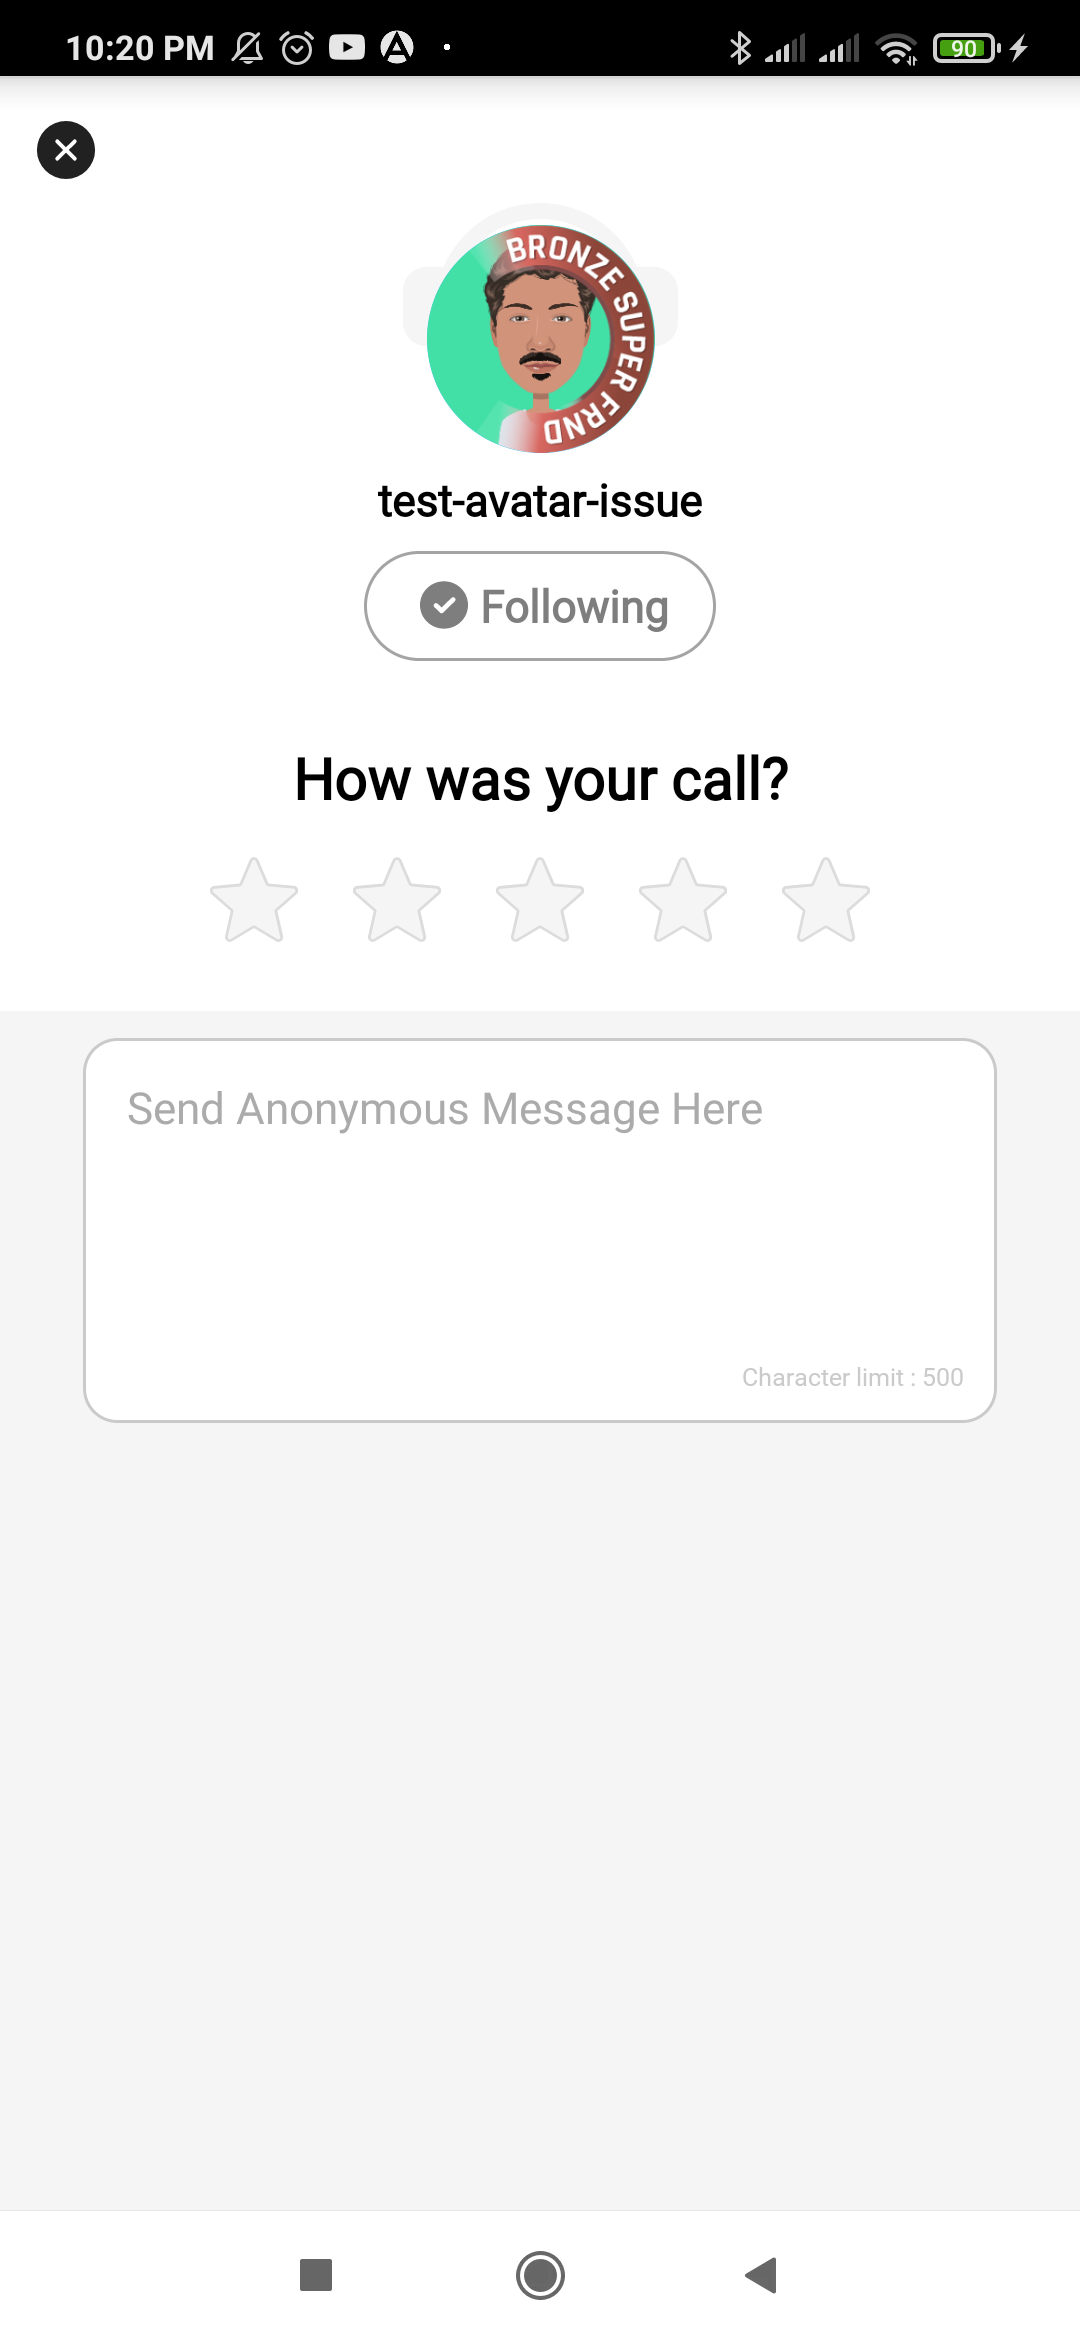 10:20 PM
90
BRONZE SUPER FRND
test-avatar-issue
Following
How was your call?
Send Anonymous Message Here
Character limit : 500